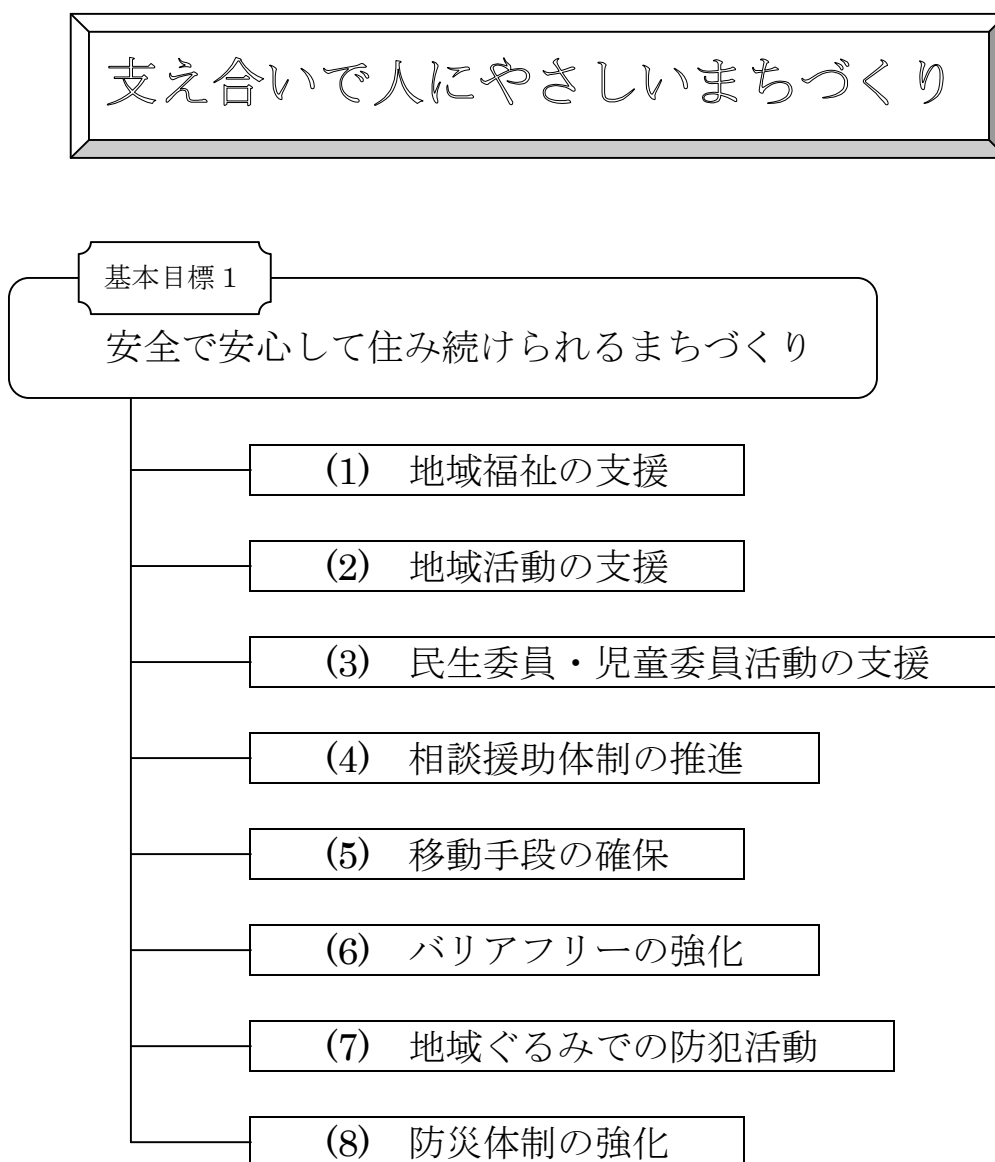 支え合いで人にやさしいまちづくり
基本目標１
安全で安心して住み続けられるまちづくり
(1)　地域福祉の支援
(2)　地域活動の支援
(3)　民生委員・児童委員活動の支援
(4)　相談援助体制の推進
(5)　移動手段の確保
(6)　バリアフリーの強化
(7)　地域ぐるみでの防犯活動
(8)　防災体制の強化